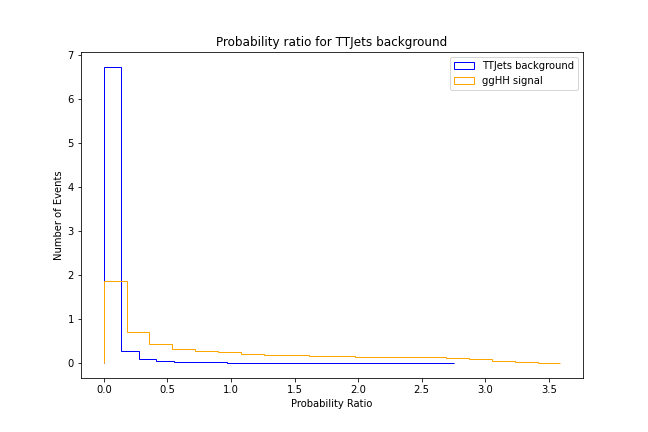 Probability ratio for TTJets background
TTJets background
ggHH signal
7
6
5
4
3
2
1
0
Number of Events
0.0 0.5 1.0 1.5 2.0 2.5 3.0 3.5
Probability Ratio